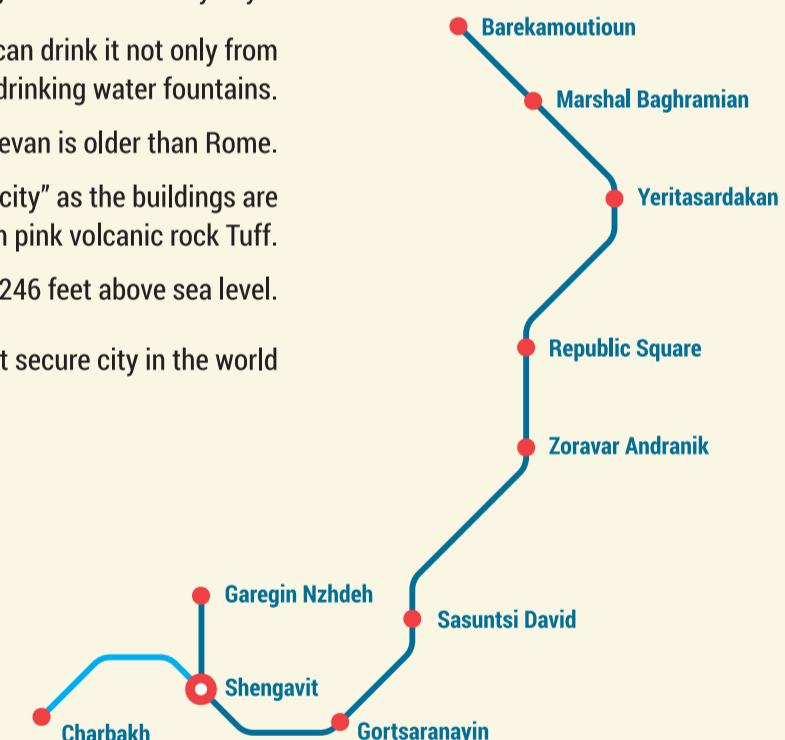 can drink it not only from
drinking water fountains.
evan is older than Rome.
city” as the buildings are
pink volcanic rock Tuff.
246 feet above sea level.
t secure city in the world
Barekamoutioun
Marshal Baghramian
Yeritasardakan
Republic Square
Zoravar Andranik
Sasuntsi David
Garegin Nzhdeh
Shengavit
Gortsaranavin
Charbakh